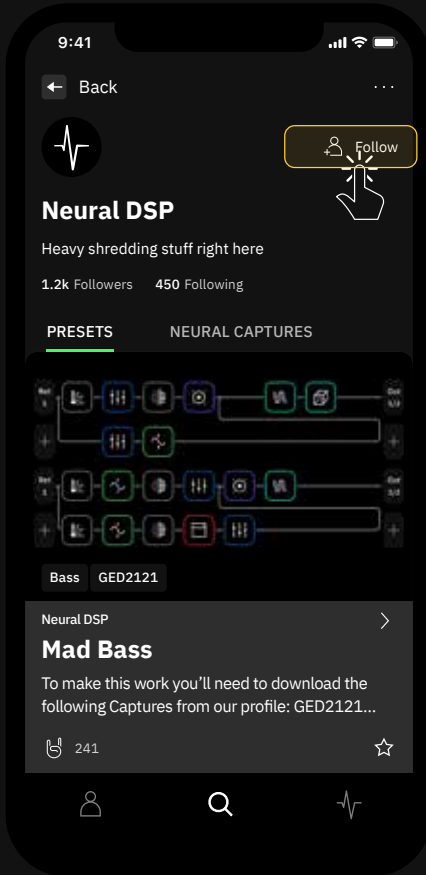 9:41
Back
Follow
Neural DSP
Heavy shredding stuff right here
1.2k Followers 450 Following
PRESETS NEURAL CAPTURES
Bass GED2121
Neural DSP
Mad Bass
To make this work you’ll need to download the
following Captures from our profile: GED2121...
241